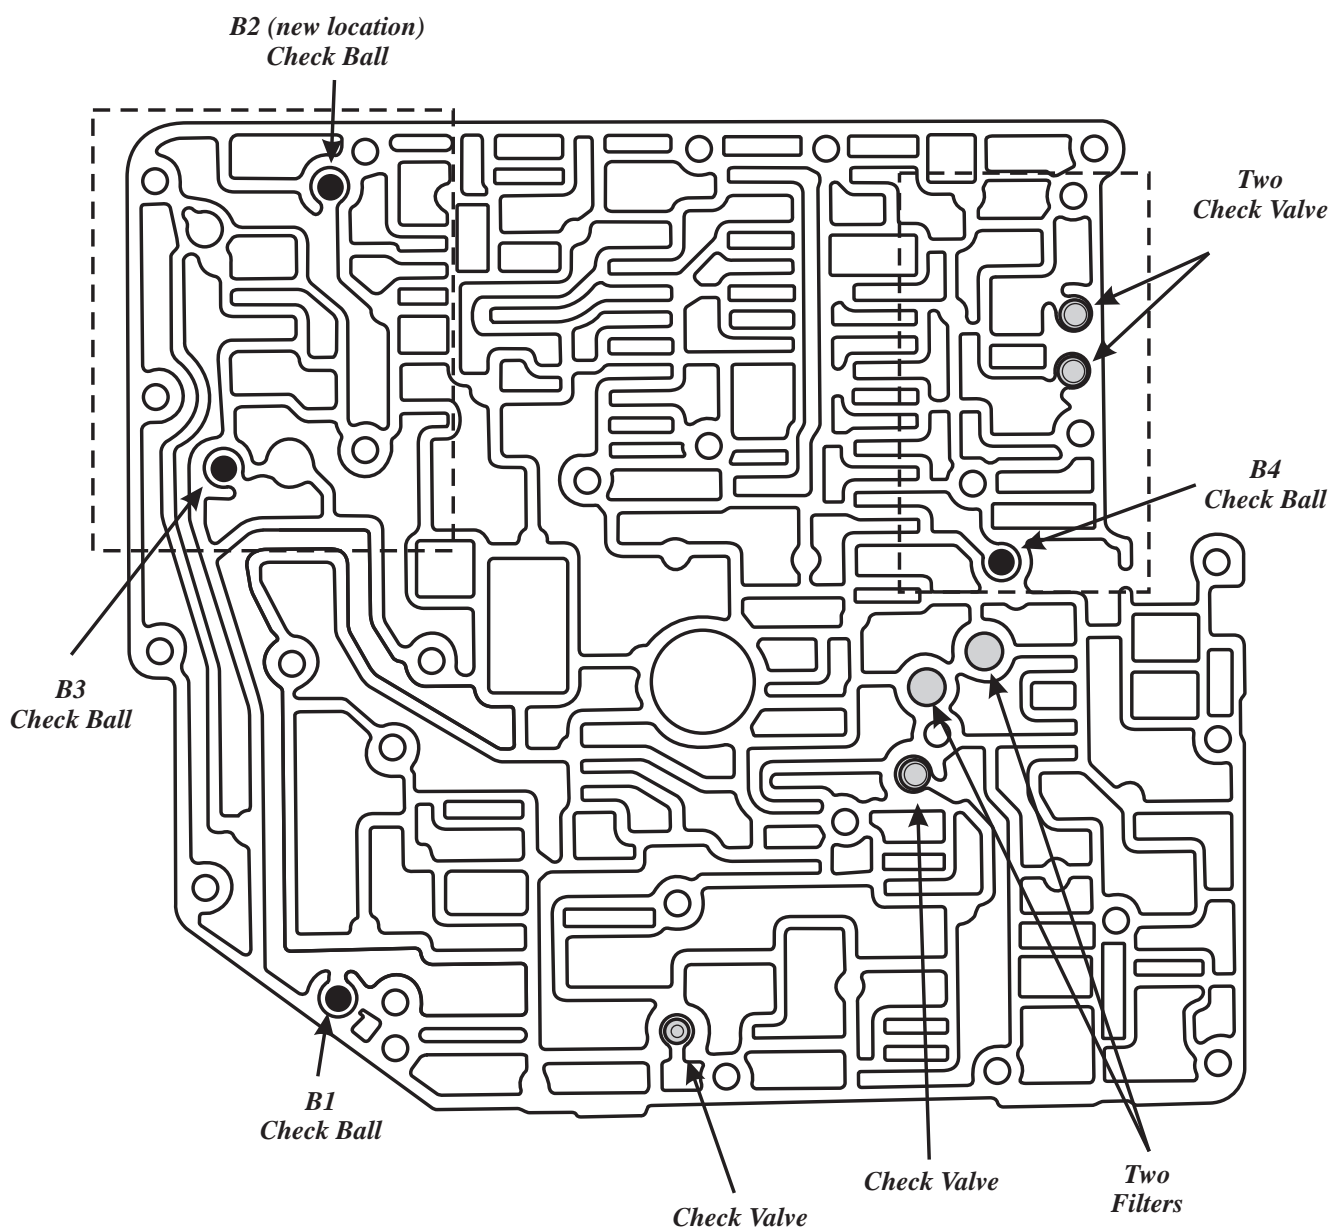 B2 (new location)
Check Ball
Two
Check Valve
B4
Check Ball
B3
Check Ball
B1
Check Ball
Check Valve
Check Valve
Two
Filters